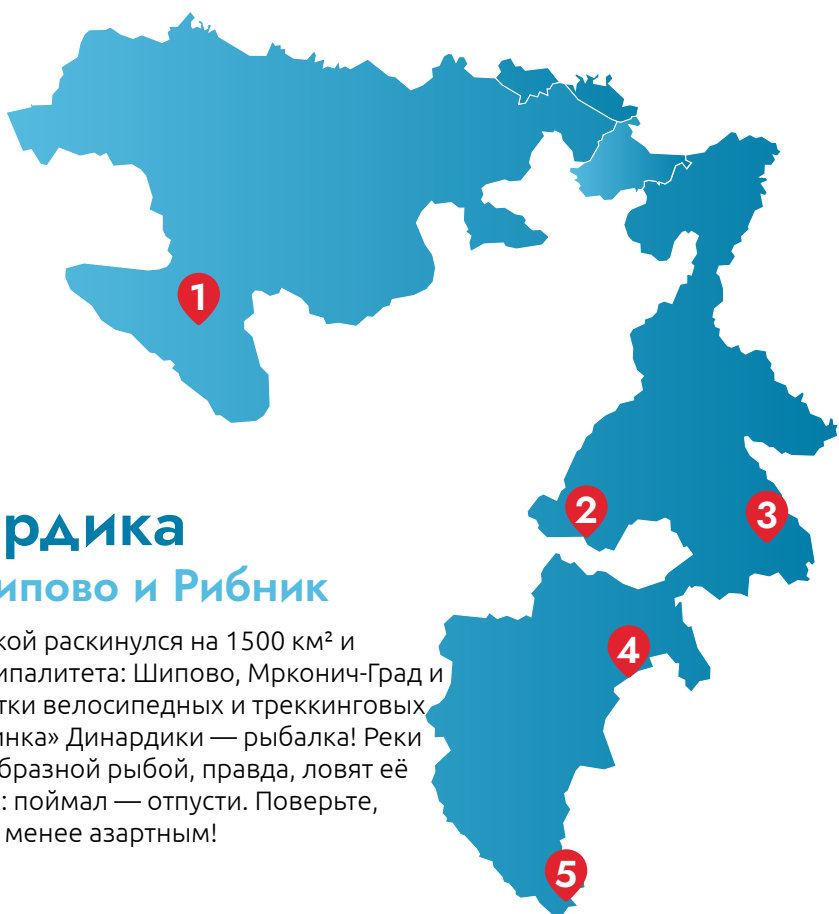 1
2
3
рдика
ипово и Рибник
кой раскинулся на 1500 км² и
ипалитета: Шипово, Мрконич-Град и
4
тки велосипедных и треккинговых
инка» Динардики — рыбалка! Реки
бразной рыбой, правда, ловят её
: поймал — отпусти. Поверьте,
менее азартным!
5